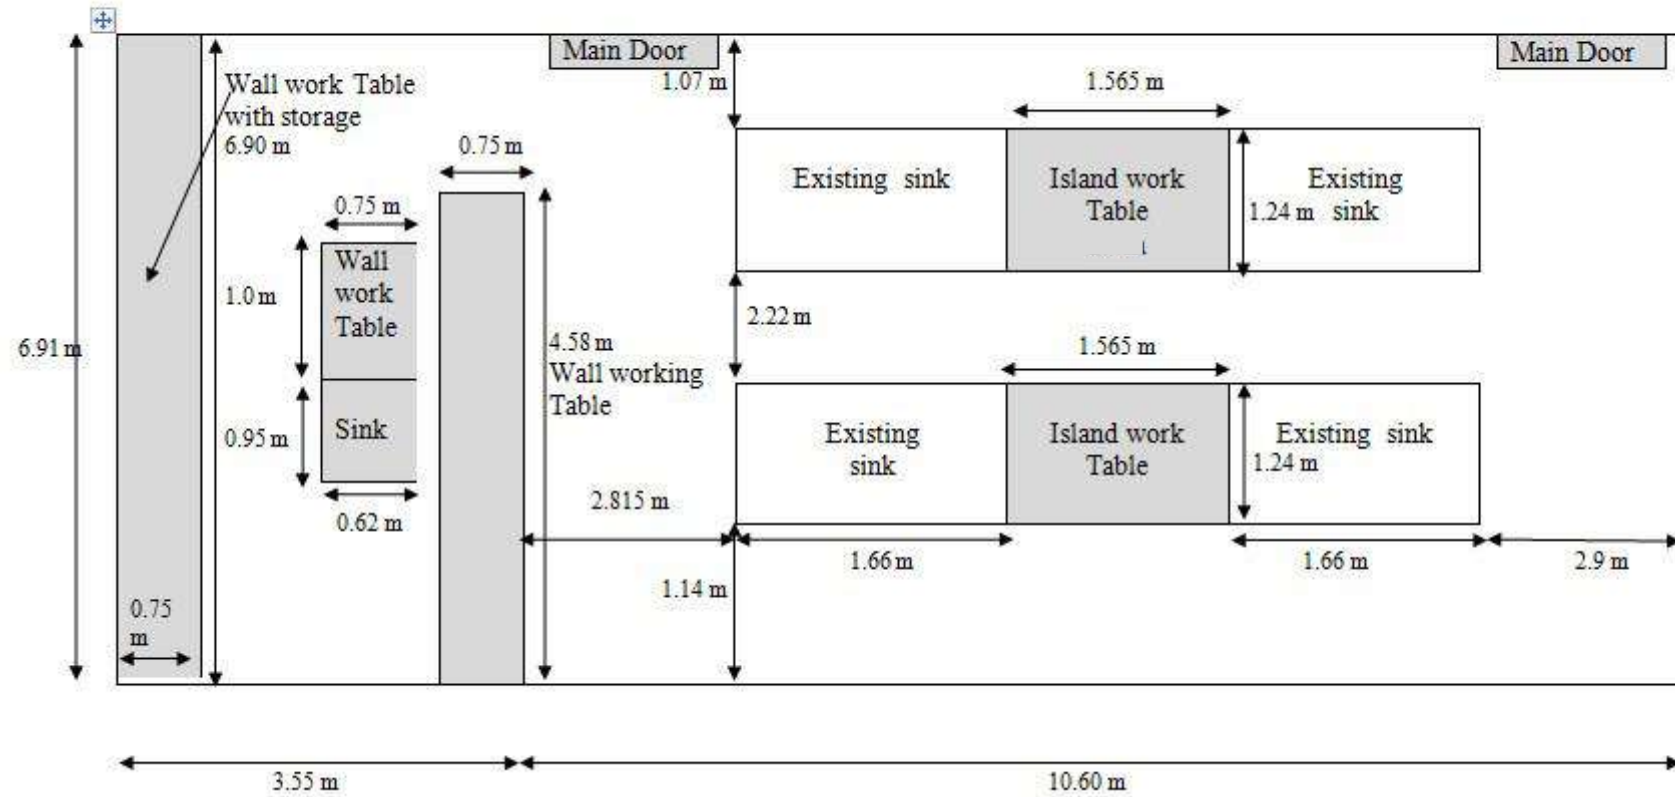 Main Door
Main Door
1.07 m
1.565 m
Wall work Table
with storage
6.90 m
0.75 m
Existing sink
Island work
Table
Existing
sink
1.24 m
0.75 m
Wall
work
Table
1.0 m
2.22 m
6.91 m
4.58 m
Wall working
Table
1.565 m
0.95 m
Sink
Existing
sink
Island work
Table
Existing sink
1.24 m
0.62 m
2.815 m
1.66 m
1.66 m
2.9 m
1.14 m
0.75
m
3.55 m
10.60 m